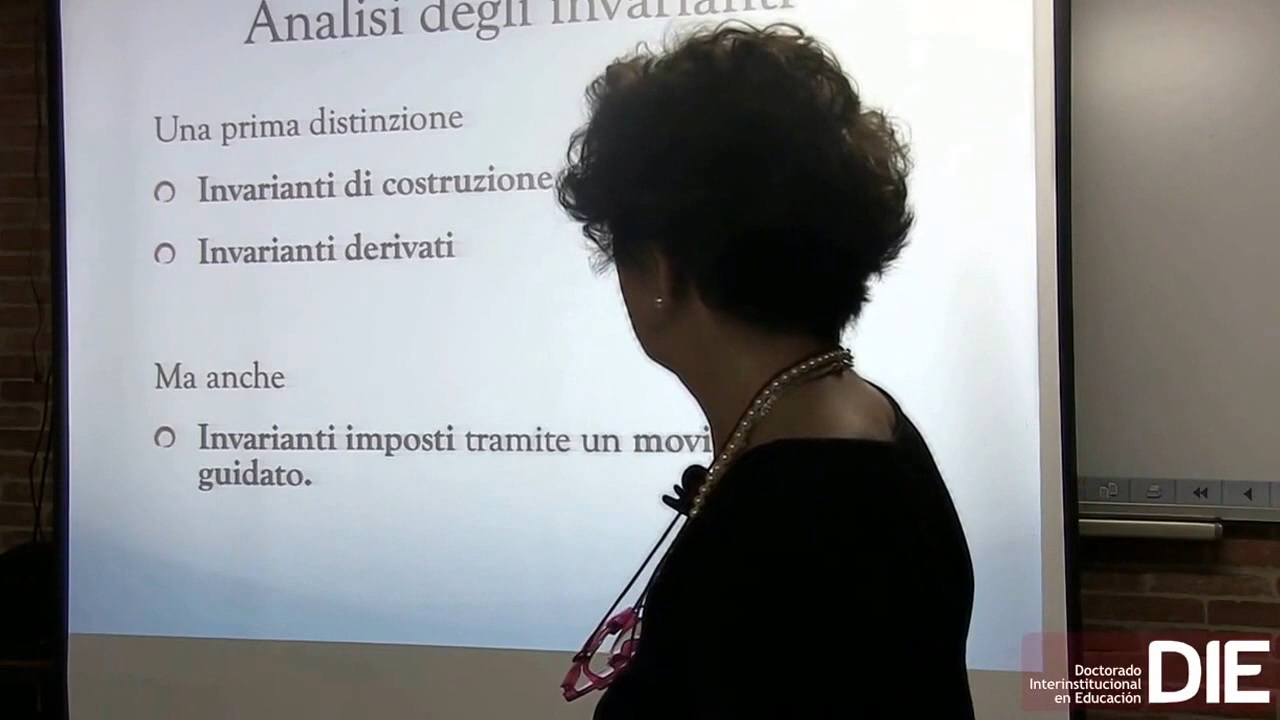 Analisi degli invarianti
Una prima distinzione
Invarianti di costruzione
Invarianti derivati
Ma anche
Invarianti imposti tramite un movi
guidato.
Doctorado
Interinstitucional
en Educación
DIE